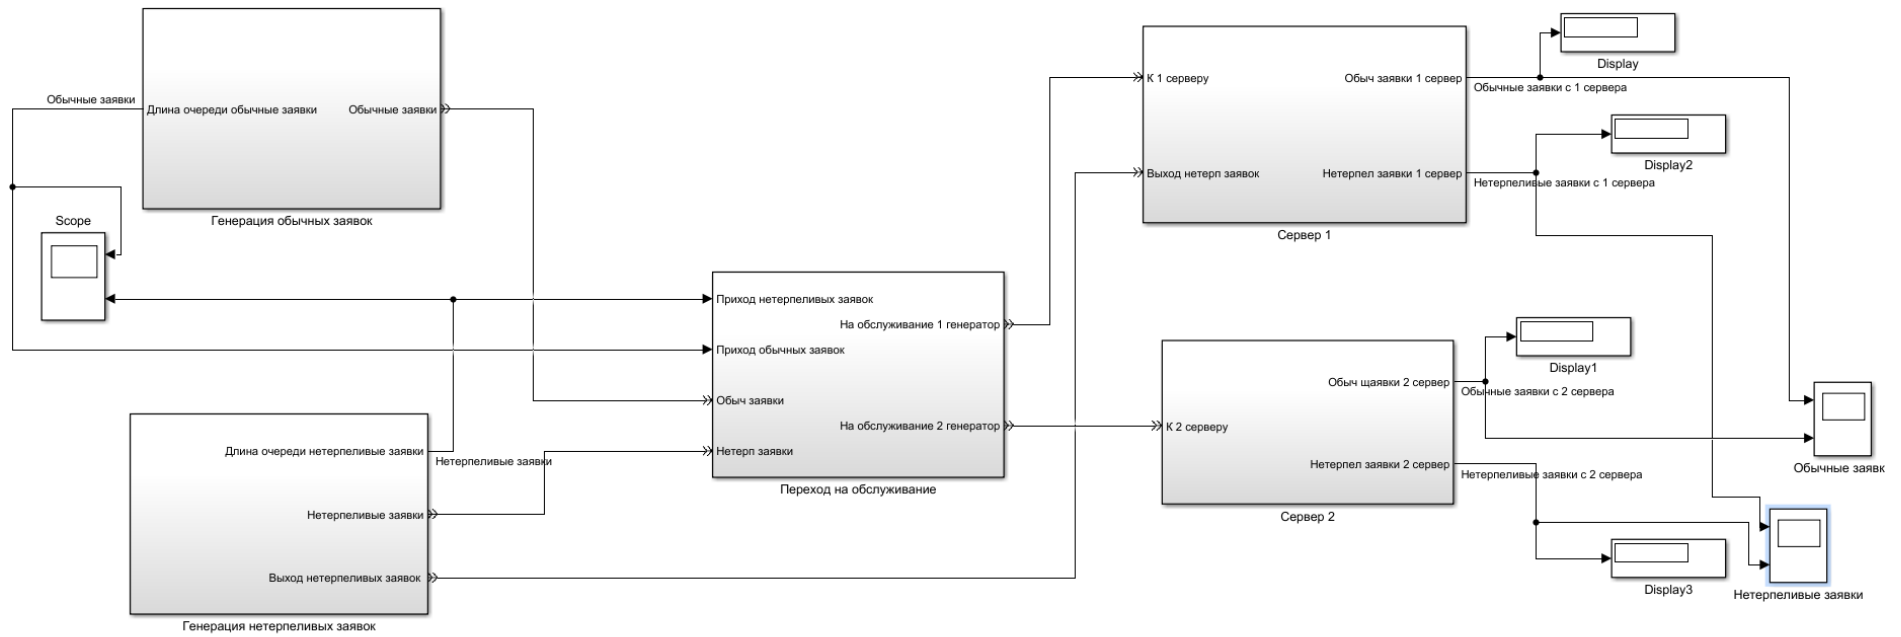 Обычные заявки
Длина очереди обычные заявки
Обычные заявки
Генерация обычных заявок
Scope
Длина очереди нетерпеливые заявки
Нетерпеливые заявки
Нетерпеливые заявки
Выход нетерпеливых заявок
Генерация нетерпеливых заявок
Приход нетерпеливых заявок
На обслуживание 1 генератор
Приход обычных заявок
Обыч заявки
На обслуживание 2 генератор
Нетерп заявки
Переход на обслуживание
К 1 серверу
Обыч заявки 1 сервер
Выход нетерп заявок
Нетерпел заявки 1 сервер
Сервер 1
Обычные заявки с 1 сервера
Нетерпеливые заявки с 1 сервера
Display
Display2
Обыч щаявки 2 сервер
К 2 серверу
Нетерпел заявки 2 сервер
Сервер 2
Обычные заявки с 2 сервера
Нетерпеливые заявки с 2 сервера
Display1
Обычные заявк
Display3
Нетерпеливые заявки